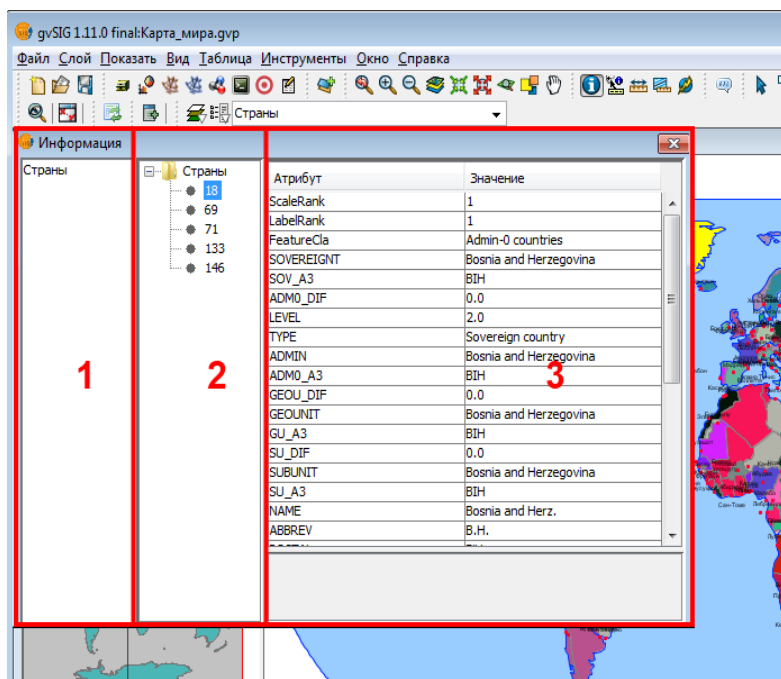 gvSIG 1.11.0 final:Карта_мира.gvp
Файл Слой Показать Вид Таблица Инструменты Окно Справка
Страны
Информация
Страны
1
Страны
18
69
71
133
146
2
Атрибут Значение
ScaleRank 1
LabelRank 1
FeatureCla Admin-0 countries
SOVEREIGNT Bosnia and Herzegovina
SOV_A3 BIH
ADM0_DIF 0.0
LEVEL 2.0
TYPE Sovereign country
ADMIN Bosnia and Herzegovina
ADM0_A3 BIH
3
GEOU_DIF 0.0
GEOUNIT Bosnia and Herzegovina
GU_A3 BIH
SU_DIF 0.0
SUBUNIT Bosnia and Herzegovina
SU_A3 BIH
NAME Bosnia and Herz.
ABBREV B.H.
Сан-Томе